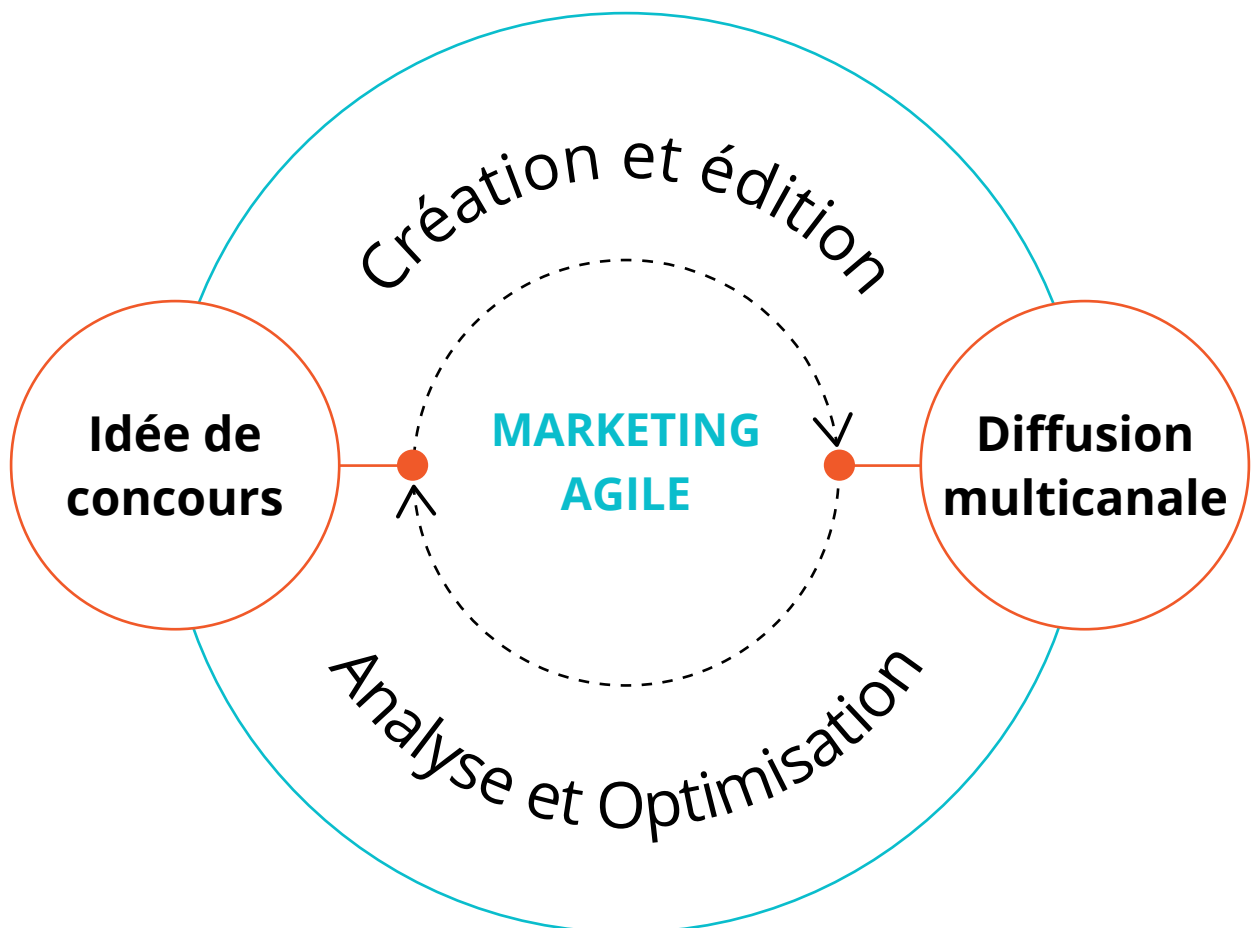 Création et édition
Idée de
concours
MARKETING
AGILE
Diffusion
multicanale
Analyse et Optimisation